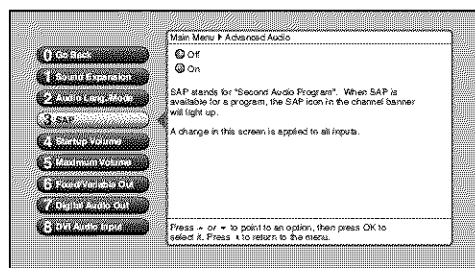 Main Menu ▶ Advanced Audio
0 Go Back
1 Sound Expansion
2 Audio Lang. Mode
3 SAP
4 Startup Volume
5 Maximum Volume
6 Fixed/Variable Out
7 Digital Audio Out
8 DVI Audio Input
Off
On
SAP stands for "Second Audio Program". When SAP is
available for a program, the SAP icon in the channel banner
will light up.
A change in this screen is applied to all inputs.
Press ▲ or ▼ to point to an option, then press OK to
select it. Press ◀ to return to the menu.